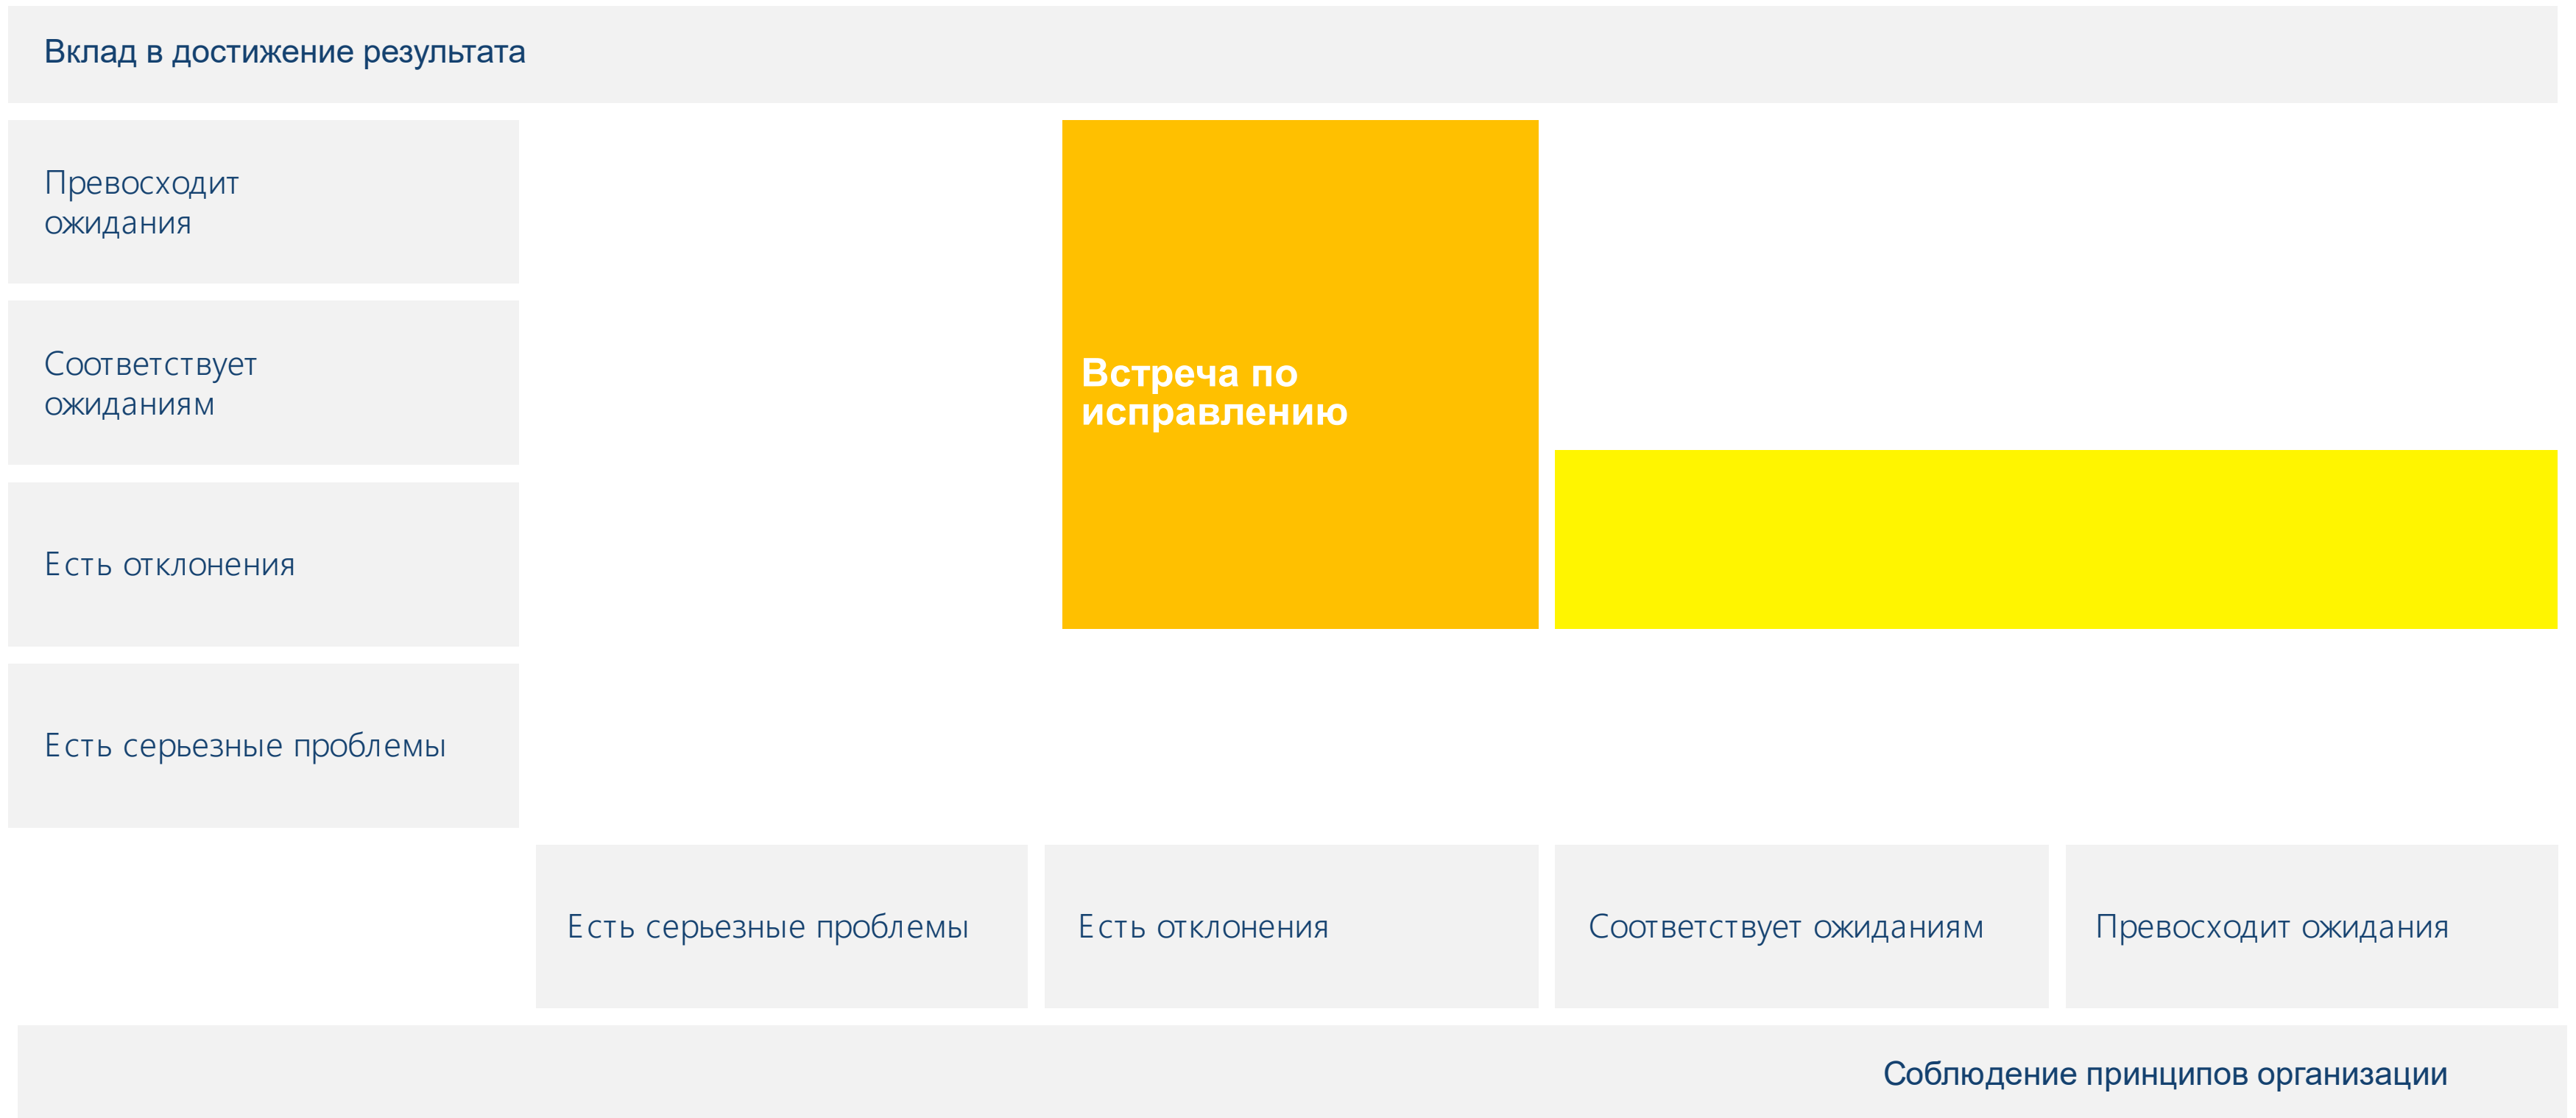 Вклад в достижение результата
Превосходит
ожидания
Соответствует
ожиданиям
Есть отклонения
Есть серьезные проблемы
Встреча по
исправлению
Есть серьезные проблемы
Есть отклонения
Соответствует ожиданиям
Превосходит ожидания
Соблюдение принципов организации